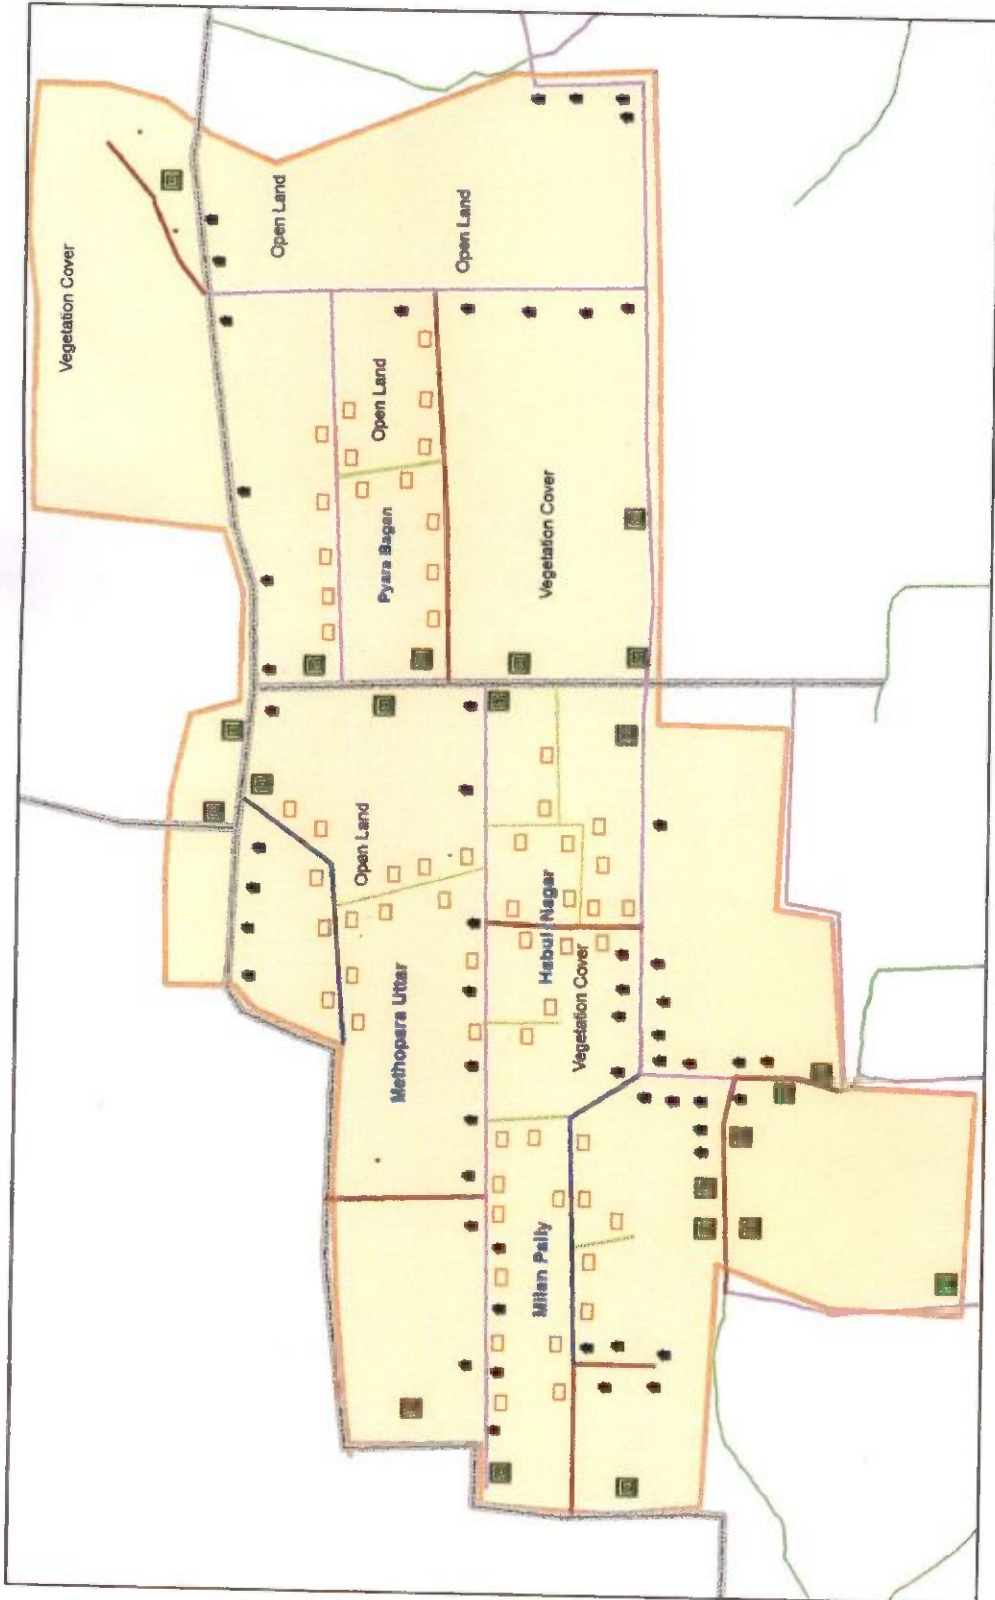 Vegetation Cover
Open Land
Open Land
Open Land
Pyara Bagan
Vegetation Cover
Open Land
Methopara Uttar
Habul Nagar
Vegetation Cover
Milan Pally